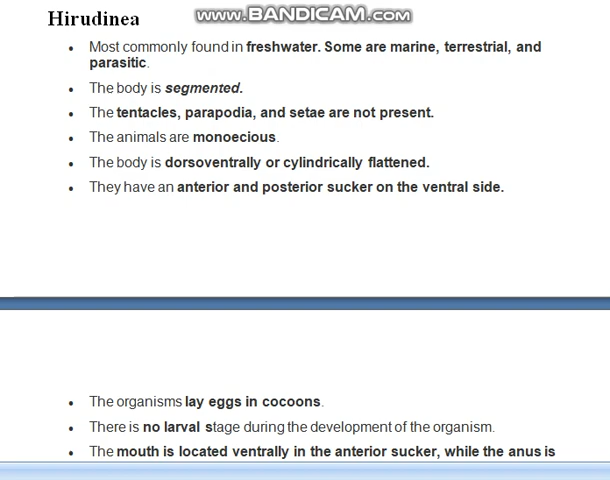 www.BANDICAM.com
Hirudinea
• Most commonly found in freshwater. Some are marine, terrestrial, and
parasitic.
• The body is segmented.
• The tentacles, parapodia, and setae are not present.
• The animals are monoecious.
• The body is dorsoventrally or cylindrically flattened.
• They have an anterior and posterior sucker on the ventral side.
• The organisms lay eggs in cocoons.
• There is no larval stage during the development of the organism.
• The mouth is located ventrally in the anterior sucker, while the anus is